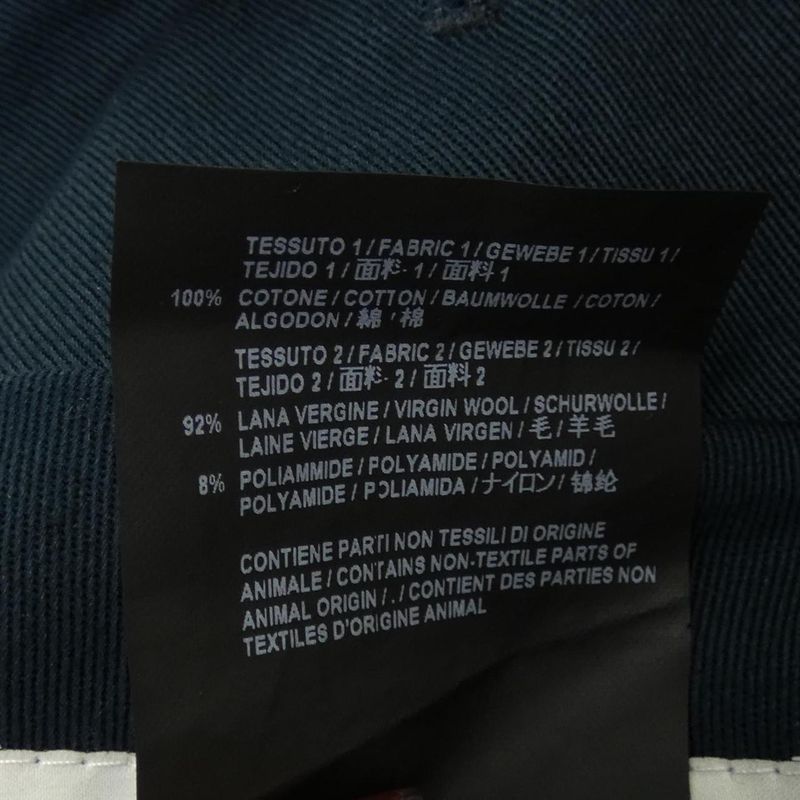 TESSUTO 1 / FABRIC 1 / GEWEBE 1 / TISSU 1 /
TEJIDO 1 / 面料 1 / 面料 1
100% COTONE / COTTON / BAUMWOLLE / COTON /
ALGODON / 綿 / 棉
TESSUTO 2 / FABRIC 2 / GEWEBE 2 / TISSU 2 /
TEJIDO 2 / 面料 2 / 面料 2
92% LANA VERGINE / VIRGIN WOOL / SCHURWOLLE /
LAINE VIERGE / LANA VIRGEN / 毛 / 羊毛
8% POLIAMMIDE / POLYAMIDE / POLYAMID /
POLYAMIDE / POLIAMIDA / ナイロン / 锦纶
CONTIENE PARTI NON TESSILI DI ORIGINE
ANIMALE / CONTAINS NON-TEXTILE PARTS OF
ANIMAL ORIGIN / . / CONTIENT DES PARTIES NON
TEXTILES D'ORIGINE ANIMAL